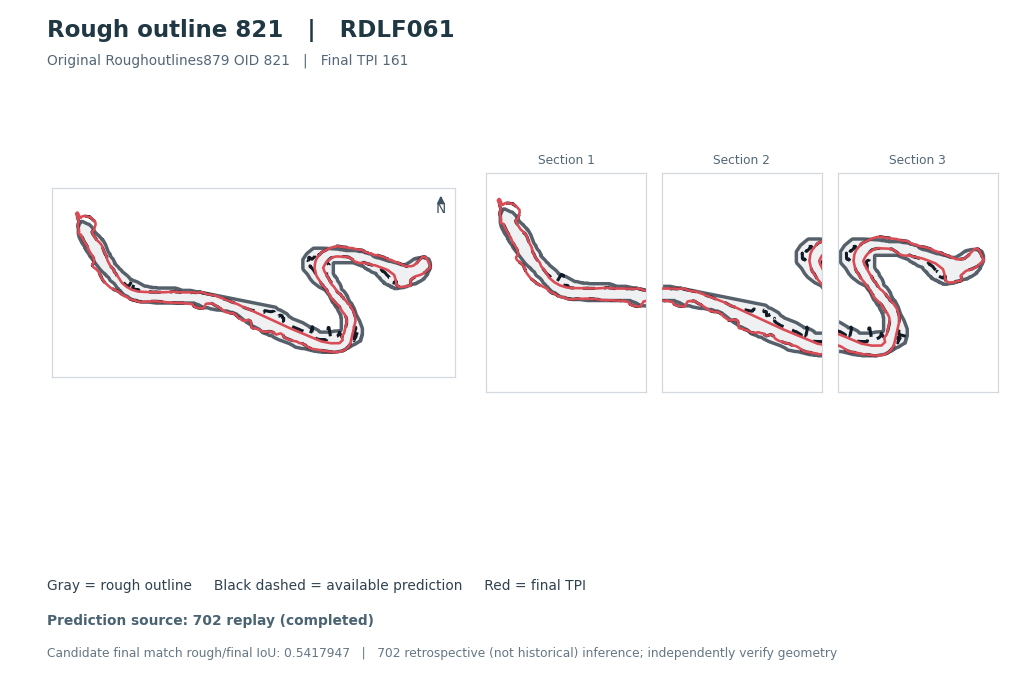 Rough outline 821   |   RDLF061
Original Roughoutlines879 OID 821   |   Final TPI 161
Section 1
Section 2
Section 3
N
Gray = rough outline     Black dashed = available prediction     Red = final TPI
Prediction source: 702 replay (completed)
Candidate final match rough/final IoU: 0.5417947   |   702 retrospective (not historical) inference; independently verify geometry